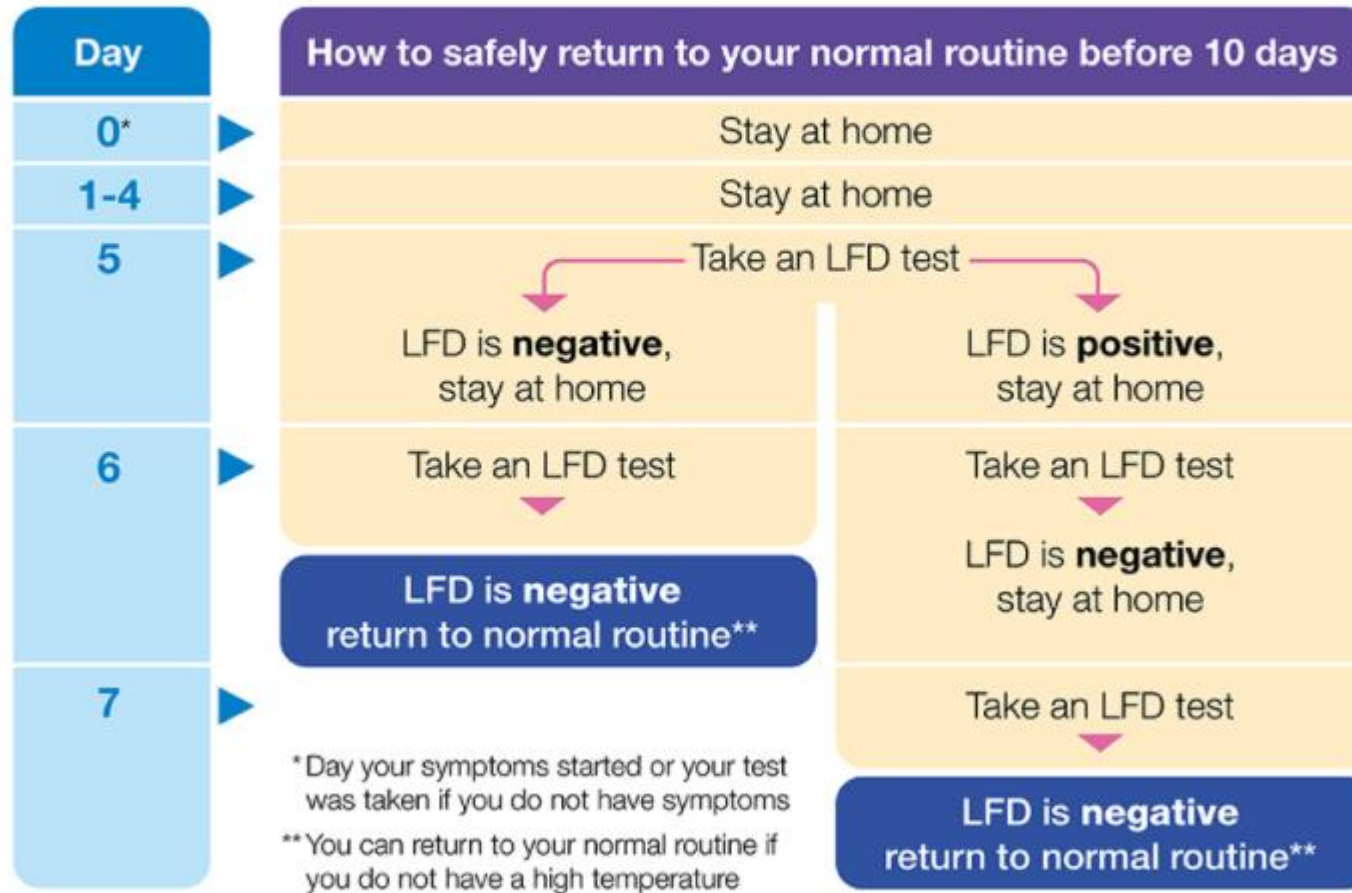 Day
How to safely return to your normal routine before 10 days
0*
Stay at home
1-4
Stay at home
5
Take an LFD test
LFD is negative,
stay at home
LFD is positive,
stay at home
6
Take an LFD test
LFD is negative
return to normal routine**
Take an LFD test
LFD is negative,
stay at home
7
Take an LFD test
LFD is negative
return to normal routine**
*Day your symptoms started or your test
was taken if you do not have symptoms
**You can return to your normal routine if
you do not have a high temperature